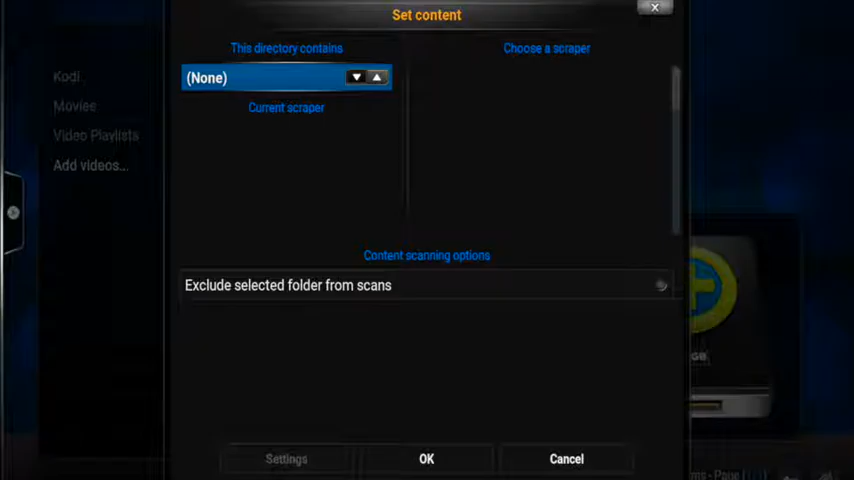 Set content
This directory contains
Choose a scraper
(None)
Current scraper
Kodi
Movies
Video Playlists
Add videos...
Content scanning options
Exclude selected folder from scans
Settings
OK
Cancel